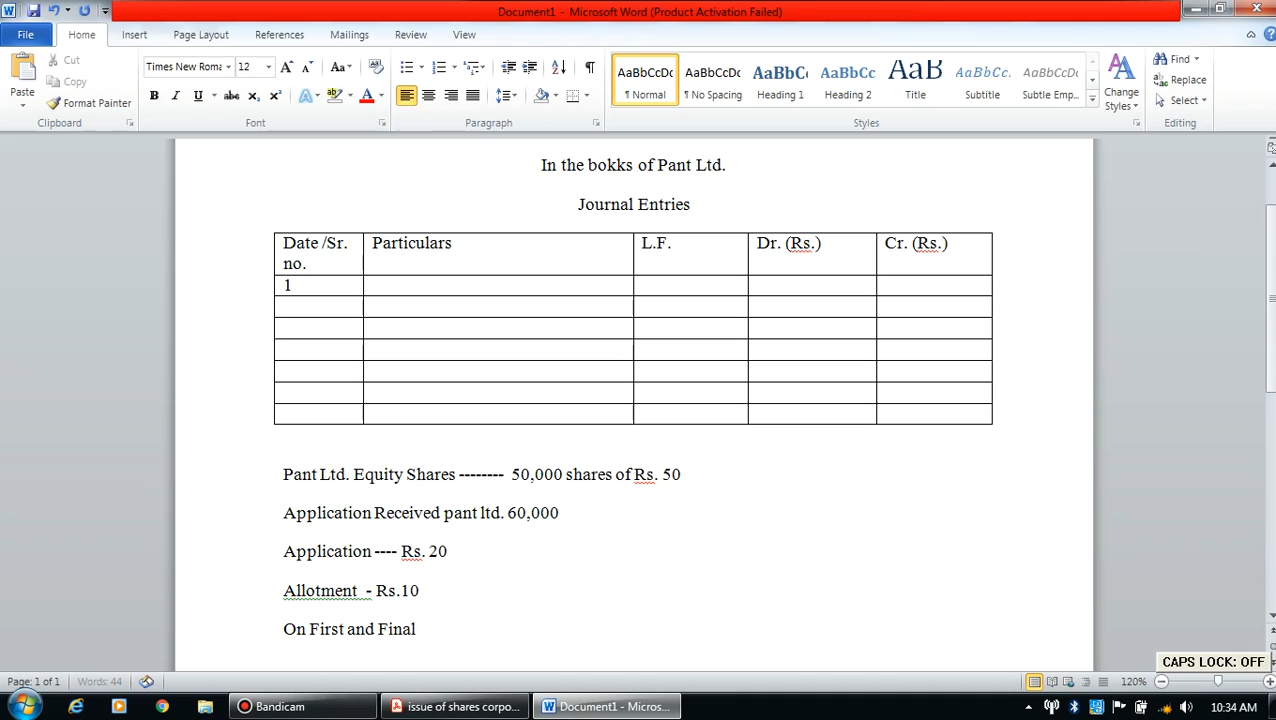 Document1 - Microsoft Word (Product Activation Failed)
File Home Insert Page Layout References Mailings Review View
Cut
Copy
Paste
Format Painter
Clipboard
Times New Roma 12
Font
Paragraph
AaBbCcDc AaBbCcDc AaBbCc AaBbCc AaB AaBbCc. AaBbCcDc
¶ Normal ¶ No Spacing Heading 1 Heading 2 Title Subtitle Subtle Emp...
Change Styles
Styles
Find
Replace
Select
Editing
In the bokks of Pant Ltd.
Journal Entries
Date /Sr. no. Particulars L.F. Dr. (Rs.) Cr. (Rs.)
1
Pant Ltd. Equity Shares -------- 50,000 shares of Rs. 50
Application Received pant ltd. 60,000
Application ---- Rs. 20
Allotment - Rs.10
On First and Final
CAPS LOCK: OFF
Page: 1 of 1 Words: 44 120%
Bandicam issue of shares corpo... Document1 - Micros... 10:34 AM